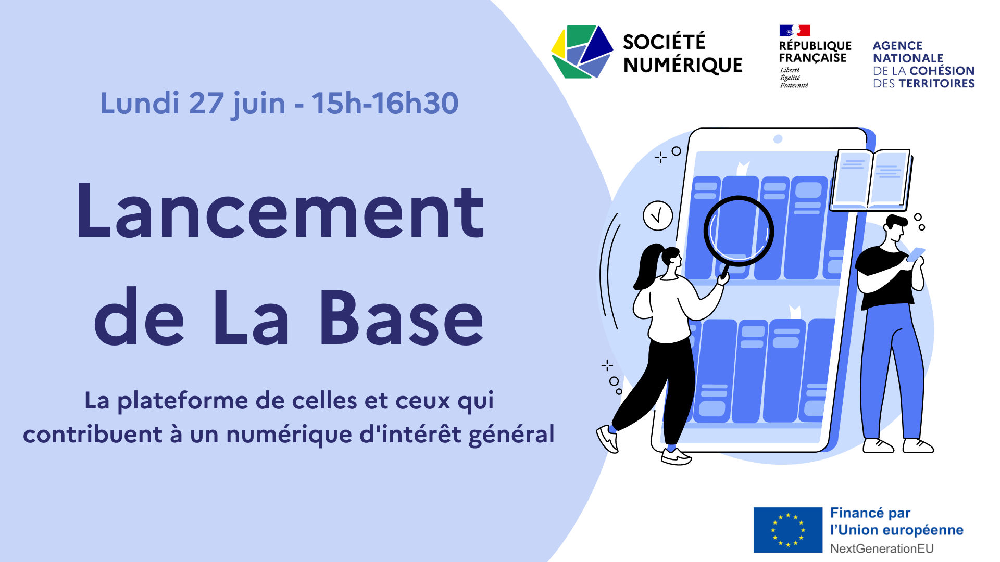 SOCIÉTÉ
NUMÉRIQUE
RÉPUBLIQUE
FRANÇAISE
Liberté
Égalité
Fraternité
AGENCE
NATIONALE
DE LA COHÉSION
DES TERRITOIRES
Lundi 27 juin - 15h-16h30
Lancement
de La Base
La plateforme de celles et ceux qui
contribuent à un numérique d'intérêt général
Financé par
l’Union européenne
NextGenerationEU